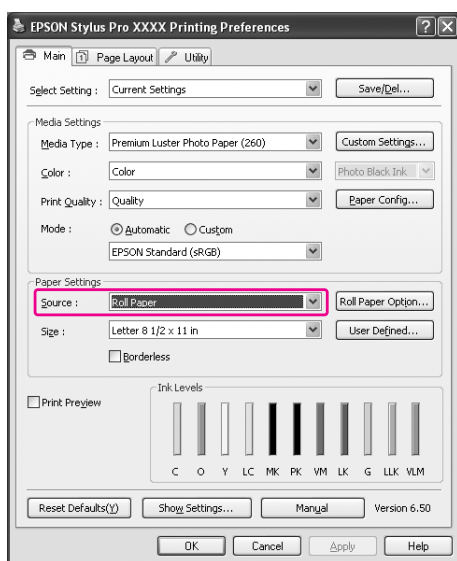 EPSON Stylus Pro XXXX Printing Preferences
Main Page Layout Utility
Select Setting : Current Settings Save/Del...
Media Settings
Media Type : Premium Luster Photo Paper (260) Custom Settings...
Color : Color Photo Black Ink
Print Quality : Quality Paper Config...
Mode : Automatic Custom
EPSON Standard (sRGB)
Paper Settings
Source : Roll Paper Roll Paper Option...
Size : Letter 8 1/2 x 11 in User Defined...
Borderless
Print Preview
Ink Levels
C O Y LC MK PK VM LK G LLK VLM
Reset Defaults(Y) Show Settings... Manual Version 6.50
OK Cancel Apply Help